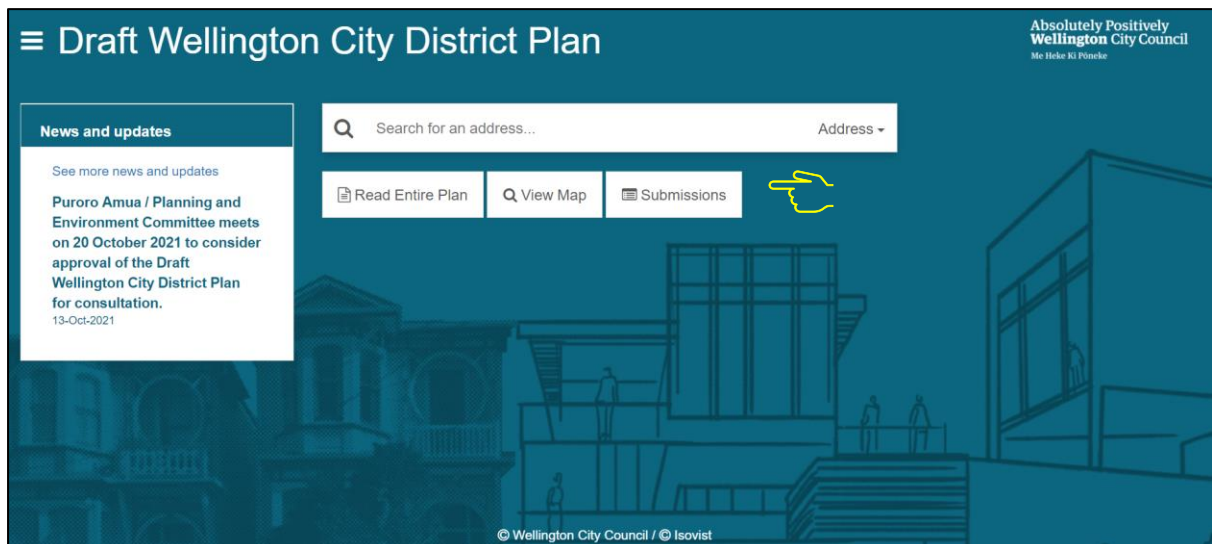 Draft Wellington City District Plan
Absolutely Positively
Wellington City Council
Me Heke Ki Pōneke
News and updates
See more news and updates
Puroro Amua / Planning and
Environment Committee meets
on 20 October 2021 to consider
approval of the Draft
Wellington City District Plan
for consultation.
13-Oct-2021
Search for an address...
Address
Read Entire Plan
View Map
Submissions
© Wellington City Council / © Isovist